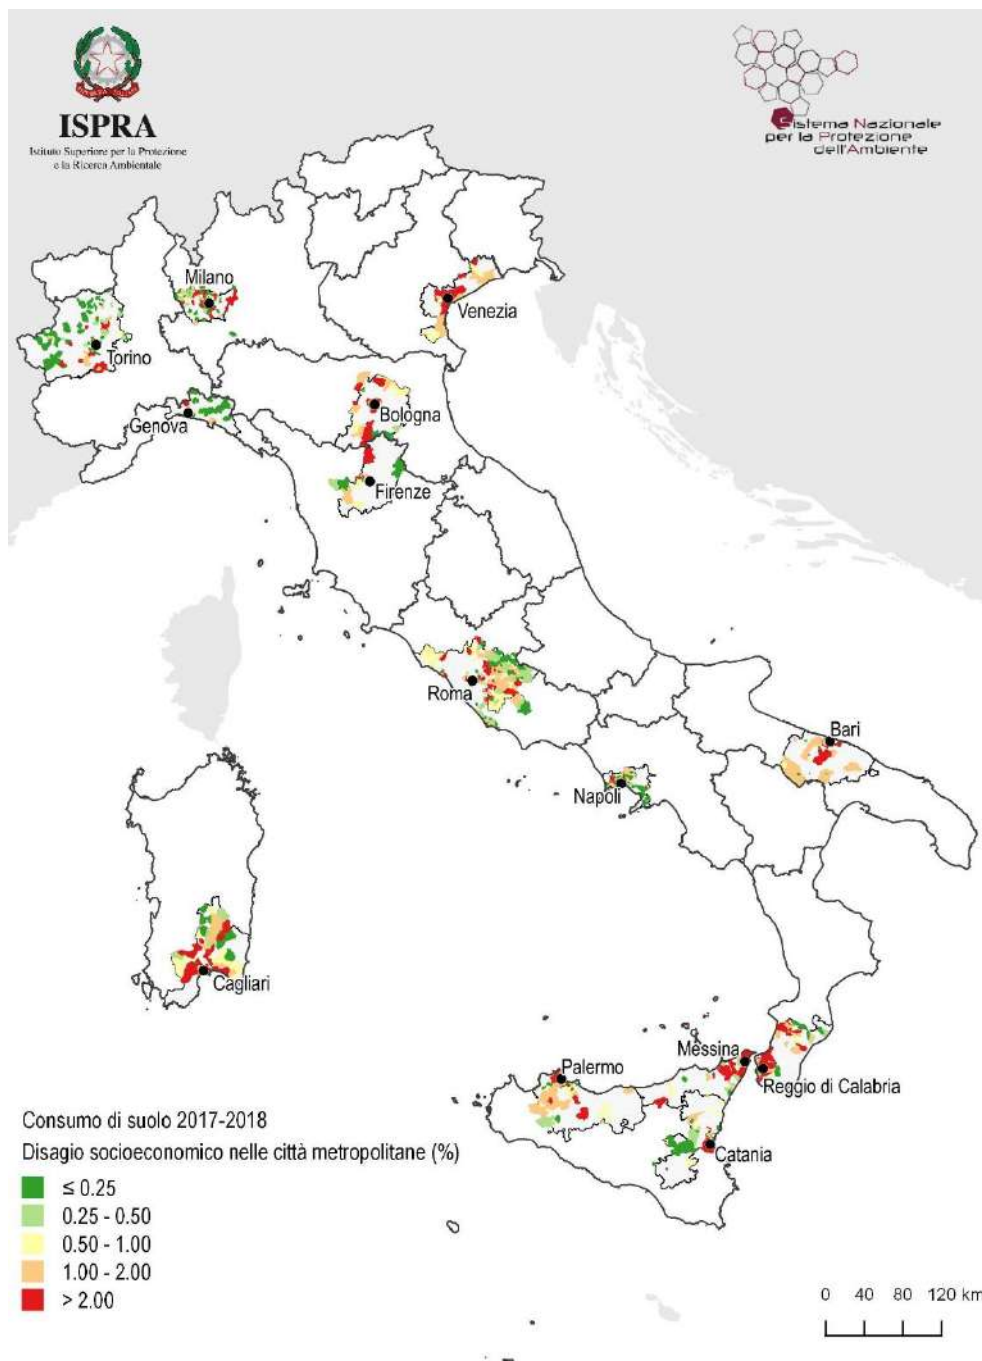 ISPRA
Istituto Superiore per la Protezione
e la Ricerca Ambientale
Sistema Nazionale
per la Protezione
dell'Ambiente
Milano
Venezia
Torino
Bologna
Genova
Firenze
Roma
Bari
Napoli
Cagliari
Messina
Palermo
Reggio di Calabria
Catania
Consumo di suolo 2017-2018
Disagio socioeconomico nelle città metropolitane (%)
≤ 0.25
0.25 - 0.50
0.50 - 1.00
1.00 - 2.00
> 2.00
0 40 80 120 km